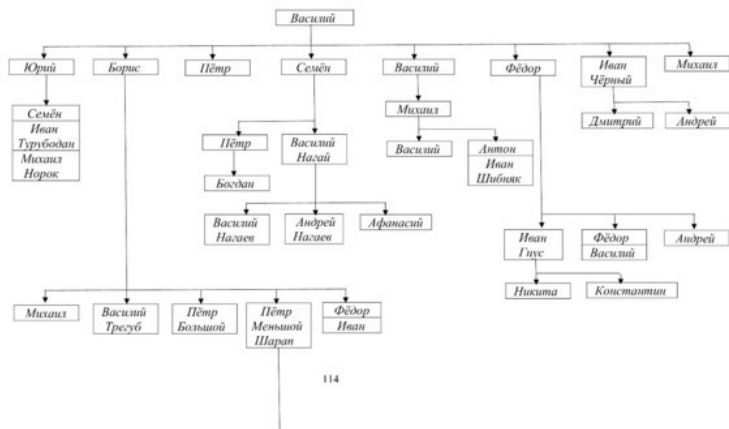 Василий
Юрий
Борис
Пётр
Семён
Василий
Фёдор
Иван
Чёрный
Михаил
Семён
Иван
Турубодан
Михаил
Норок
Михаил
Дмитрий
Андрей
Пётр
Василий
Нагай
Василий
Антон
Иван
Шибняк
Богдан
Василий
Нагаев
Андрей
Нагаев
Афанасий
Иван
Гнус
Фёдор
Василий
Андрей
Никита
Константин
Михаил
Василий
Трегуб
Пётр
Большой
Пётр
Меньшой
Шарап
Фёдор
Иван
114